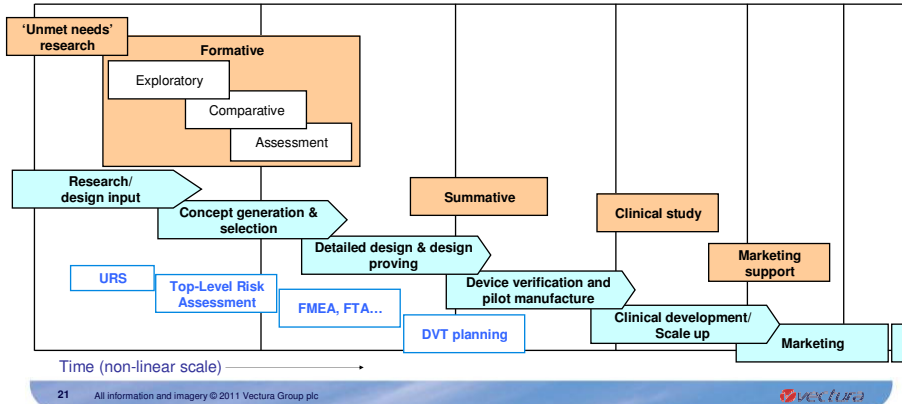 ‘Unmet needs’
research
Formative
Exploratory
Comparative
Assessment
Research/
design input
Summative
Concept generation &
selection
Clinical study
Detailed design & design
proving
Marketing
support
URS
Top-Level Risk
Assessment
Device verification and
pilot manufacture
FMEA, FTA…
DVT planning
Clinical development/
Scale up
Marketing
Time (non-linear scale)
21 All information and imagery © 2011 Vectura Group plc
vectura